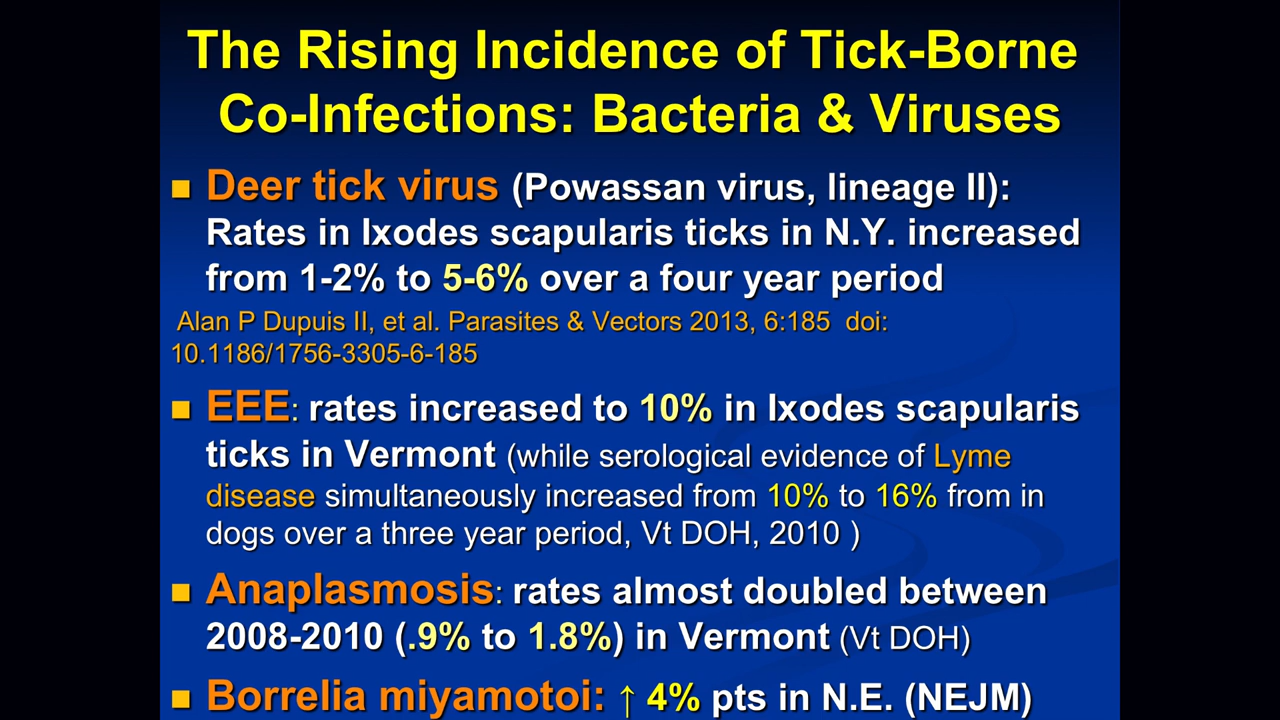 The Rising Incidence of Tick-Borne
Co-Infections: Bacteria & Viruses
Deer tick virus (Powassan virus, lineage II):
Rates in Ixodes scapularis ticks in N.Y. increased
from 1-2% to 5-6% over a four year period
Alan P Dupuis II, et al. Parasites & Vectors 2013, 6:185 doi:
10.1186/1756-3305-6-185
EEE: rates increased to 10% in Ixodes scapularis
ticks in Vermont (while serological evidence of Lyme
disease simultaneously increased from 10% to 16% from in
dogs over a three year period, Vt DOH, 2010 )
Anaplasmosis: rates almost doubled between
2008-2010 (.9% to 1.8%) in Vermont (Vt DOH)
Borrelia miyamotoi: ↑ 4% pts in N.E. (NEJM)